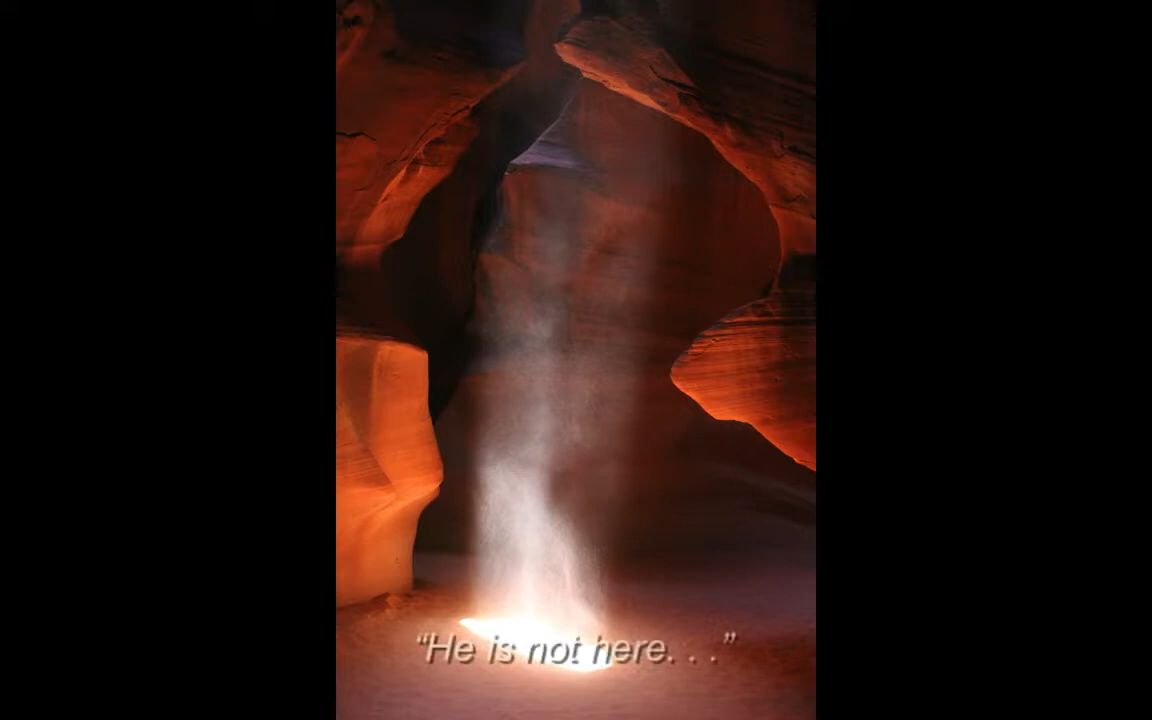 “He is not here. . .”